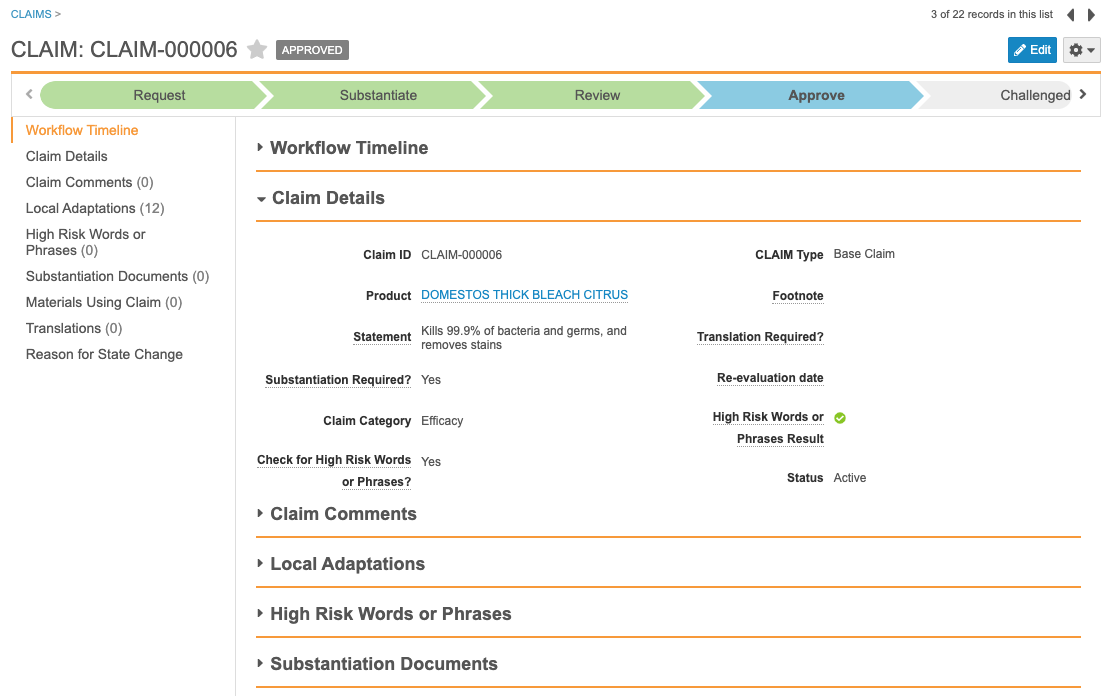 CLAIMS >
3 of 22 records in this list
CLAIM: CLAIM-000006
APPROVED
Edit
Request
Substantiate
Review
Approve
Challenged
Workflow Timeline
Claim Details
Claim Comments (0)
Local Adaptations (12)
High Risk Words or
Phrases (0)
Substantiation Documents (0)
Materials Using Claim (0)
Translations (0)
Reason for State Change
Workflow Timeline
Claim Details
Claim ID CLAIM-000006
CLAIM Type Base Claim
Product DOMESTOS THICK BLEACH CITRUS
Footnote
Statement Kills 99.9% of bacteria and germs, and
removes stains
Translation Required?
Substantiation Required? Yes
Re-evaluation date
Claim Category Efficacy
High Risk Words or
Phrases Result
Check for High Risk Words
or Phrases? Yes
Status Active
Claim Comments
Local Adaptations
High Risk Words or Phrases
Substantiation Documents